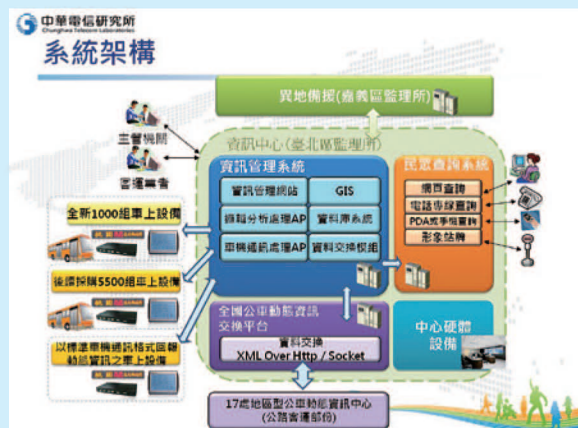 中華電信研究所
Chunghwa Telecom Laboratories
系統架構
異地備援(嘉義區監理所)
主管機關
客運業者
資訊中心(臺北區監理所)
資訊管理系統
資訊管理網站
GIS
資料庫系統
車機通訊處理AP
資料交換模組
民眾查詢系統
網頁查詢
電話專線查詢
PDA或手機查詢
形象站牌
全新1000組車上設備
後續採購5500組車上設備
以標準車機通訊格式回報
動態資訊之車上設備
全國公車動態資訊
交換平台
資料交換
XML Over Http / Socket
中心硬體
設備
17處地區型公車動態資訊中心
(公路客運部份)